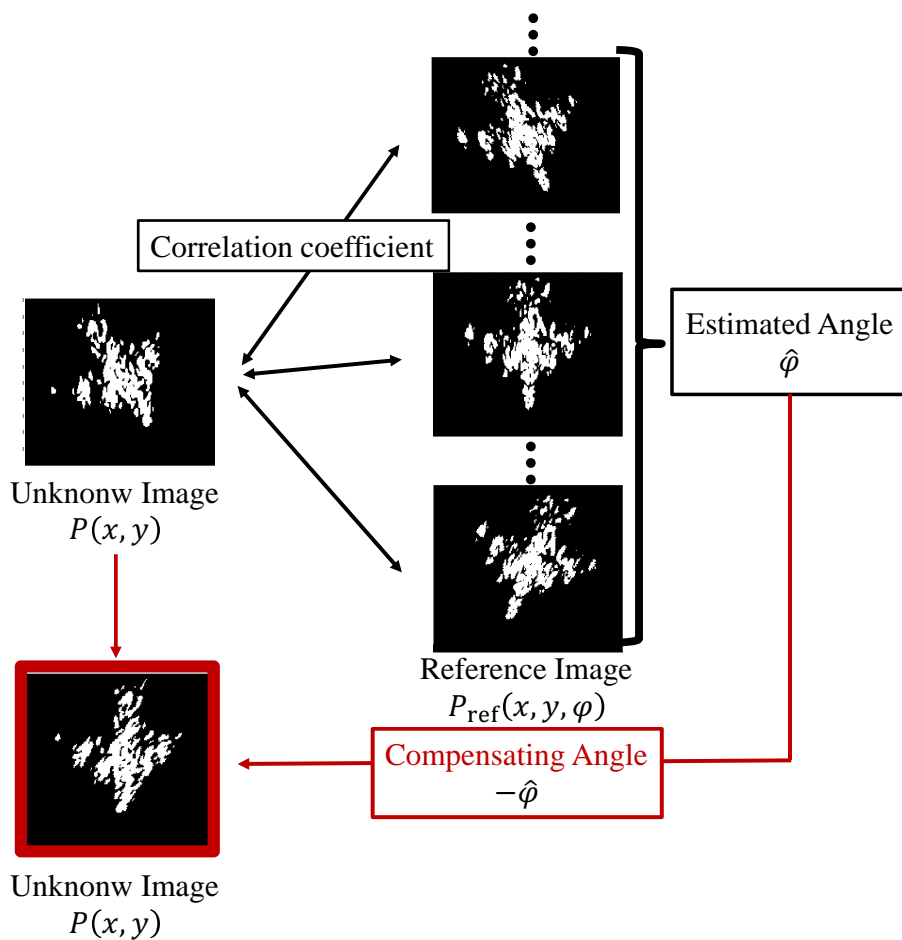 Correlation coefficient
Estimated Angle
φ̂
Unknonw Image
P(x, y)
Reference Image
P_ref(x, y, φ)
Compensating Angle
−φ̂
Unknonw Image
P(x, y)